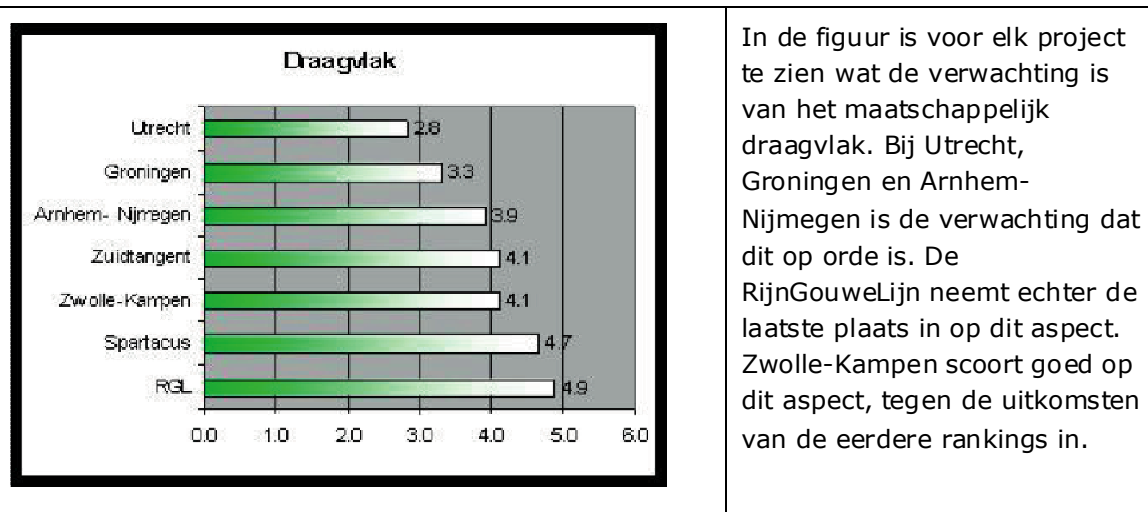 Draagvlak
Utrecht 2.8
Groningen 3.3
Arnhem- Nijmegen 3.9
Zuidtangent 4.1
Zwolle-Kampen 4.1
Spartacus 4.7
RGL 4.9
0.0 1.0 2.0 3.0 4.0 5.0 6.0
In de figuur is voor elk project
te zien wat de verwachting is
van het maatschappelijk
draagvlak. Bij Utrecht,
Groningen en Arnhem-
Nijmegen is de verwachting dat
dit op orde is. De
RijnGouweLijn neemt echter de
laatste plaats in op dit aspect.
Zwolle-Kampen scoort goed op
dit aspect, tegen de uitkomsten
van de eerdere rankings in.